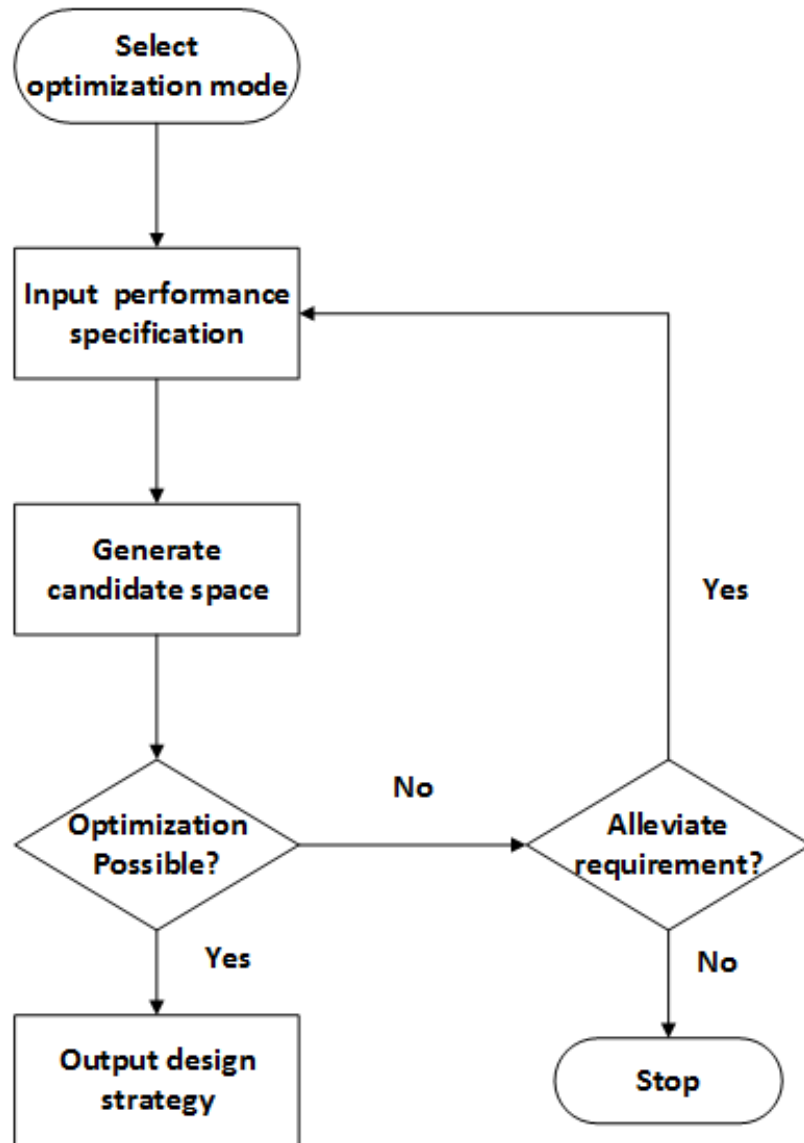 Select
optimization mode
Input performance
specification
Generate
candidate space
Yes
No
Optimization
Possible?
Alleviate
requirement?
Yes
No
Output design
strategy
Stop